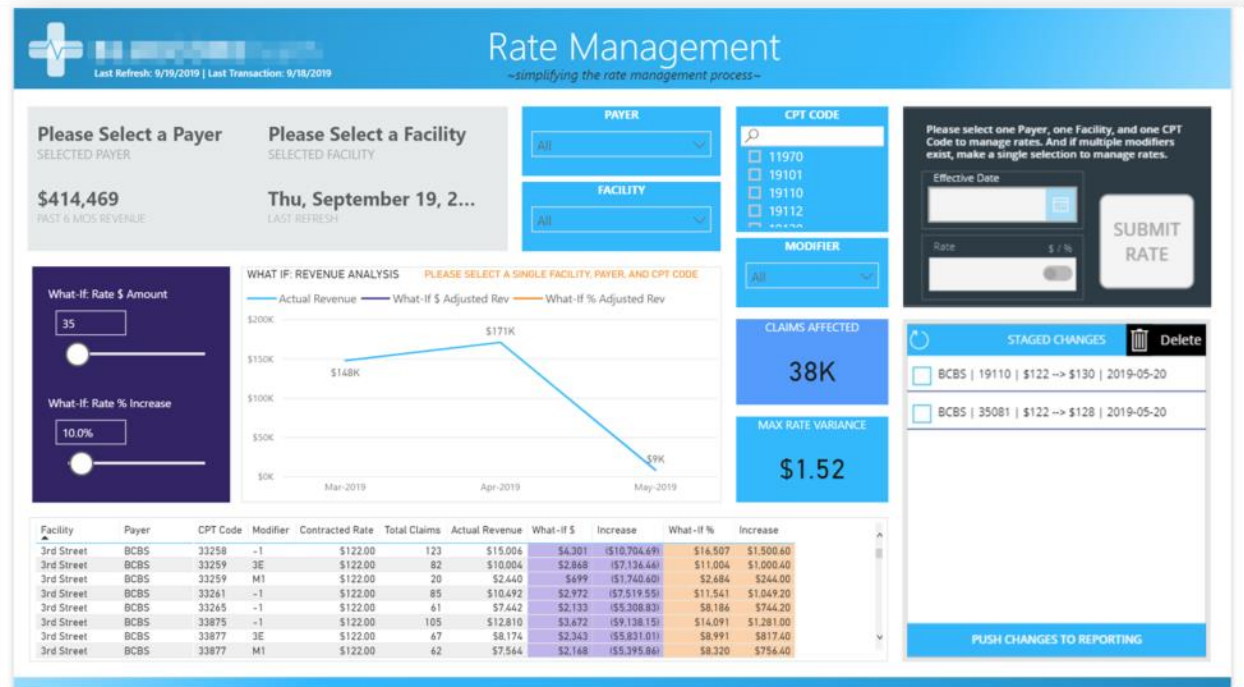 Rate Management
~simplifying the rate management process~
Last Refresh: 9/19/2019 | Last Transaction: 9/18/2019
Please Select a Payer
SELECTED PAYER
Please Select a Facility
SELECTED FACILITY
$414,469
PAST 6 MOS REVENUE
Thu, September 19, 2...
LAST REFRESH
PAYER
All
FACILITY
All
CPT CODE
11970
19101
19110
19112
MODIFIER
All
Please select one Payer, one Facility, and one CPT
Code to manage rates. And if multiple modifiers
exist, make a single selection to manage rates.
Effective Date
Rate $ / %
SUBMIT
RATE
What-If: Rate $ Amount
35
What-If: Rate % Increase
10.0%
WHAT IF: REVENUE ANALYSIS PLEASE SELECT A SINGLE FACILITY, PAYER, AND CPT CODE
Actual Revenue What-If $ Adjusted Rev What-If % Adjusted Rev
$200K
$150K
$100K
$50K
$0K
$148K
$171K
$9K
Mar-2019 Apr-2019 May-2019
CLAIMS AFFECTED
38K
MAX RATE VARIANCE
$1.52
STAGED CHANGES Delete
BCBS | 19110 | $122 --> $130 | 2019-05-20
BCBS | 35081 | $122 --> $128 | 2019-05-20
PUSH CHANGES TO REPORTING
Facility Payer CPT Code Modifier Contracted Rate Total Claims Actual Revenue What-If $ Increase What-If % Increase
3rd Street BCBS 33258 ~1 $122.00 123 $15,006 $4,301 ($10,704.69) $16,507 $1,500.60
3rd Street BCBS 33259 3E $122.00 82 $10,004 $2,868 ($7,136.46) $11,004 $1,000.40
3rd Street BCBS 33259 M1 $122.00 20 $2,440 $699 ($1,740.60) $2,684 $244.00
3rd Street BCBS 33261 ~1 $122.00 85 $10,492 $2,972 ($7,519.55) $11,541 $1,049.20
3rd Street BCBS 33265 ~1 $122.00 61 $7,442 $2,133 ($5,308.83) $8,186 $744.20
3rd Street BCBS 33875 ~1 $122.00 105 $12,810 $3,672 ($9,138.15) $14,091 $1,281.00
3rd Street BCBS 33877 3E $122.00 67 $8,174 $2,343 ($5,831.01) $8,991 $817.40
3rd Street BCBS 33877 M1 $122.00 62 $7,564 $2,168 ($5,395.86) $8,320 $756.40